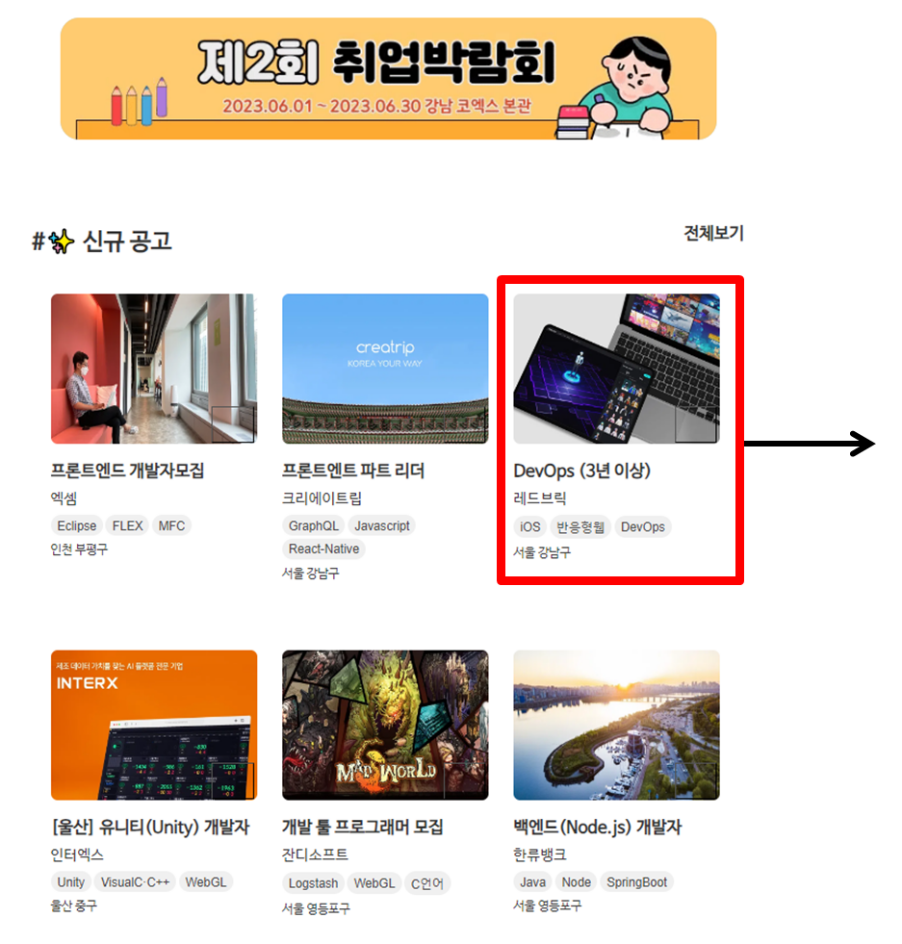 제2회 취업박람회
2023.06.01 ~ 2023.06.30 강남 코엑스 본관
#✨ 신규 공고
전체보기
creatrip
KOREA YOUR WAY
프론트엔드 개발자모집
엑셈
Eclipse FLEX MFC
인천 부평구
프론트엔트 파트 리더
크리에이트립
GraphQL Javascript
React-Native
서울 강남구
DevOps (3년 이상)
레드브릭
iOS 반응형웹 DevOps
서울 강남구
제조 데이터 가치를 찾는 AI 플랫폼 전문 기업
INTERX
MAD WORLD
[울산] 유니티(Unity) 개발자
인터엑스
Unity VisualC·C++ WebGL
울산 중구
개발 툴 프로그래머 모집
잔디소프트
Logstash WebGL C언어
서울 영등포구
백엔드(Node.js) 개발자
한류뱅크
Java Node SpringBoot
서울 영등포구